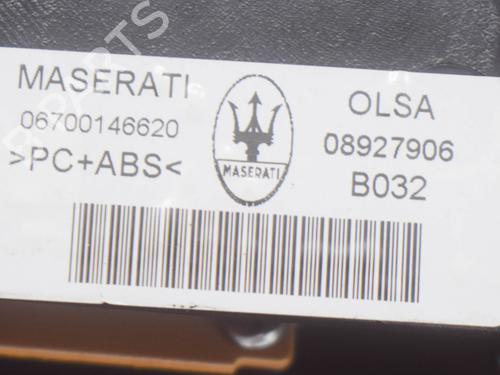 MASERATI
06700146620
>PC+ABS<
MASERATI
OLSA
08927906
B032